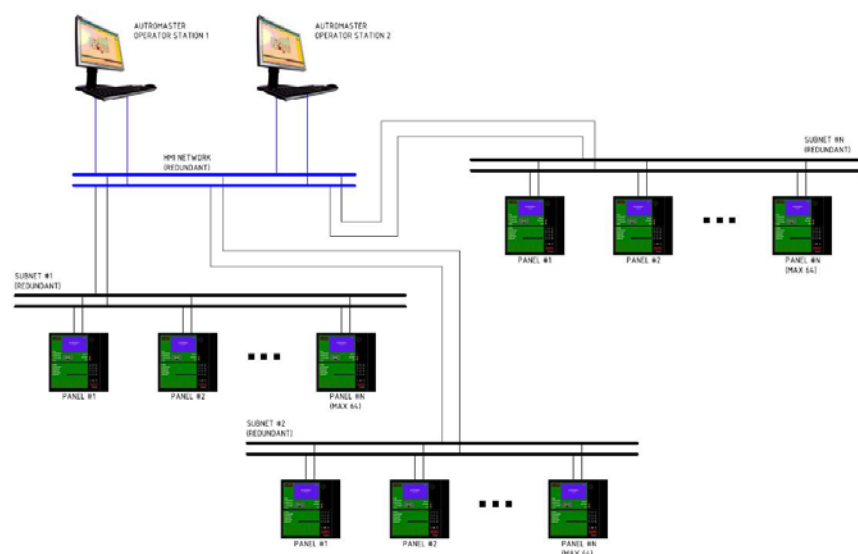 AUTROMASTER
OPERATOR STATION 1
AUTROMASTER
OPERATOR STATION 2
HMI NETWORK
(REDUNDANT)
SUBNET #N
(REDUNDANT)
PANEL #1
PANEL #2
PANEL #N
(MAX 64)
SUBNET #1
(REDUNDANT)
PANEL #1
PANEL #2
PANEL #N
(MAX 64)
SUBNET #2
(REDUNDANT)
PANEL #1
PANEL #2
PANEL #N
(MAX 64)